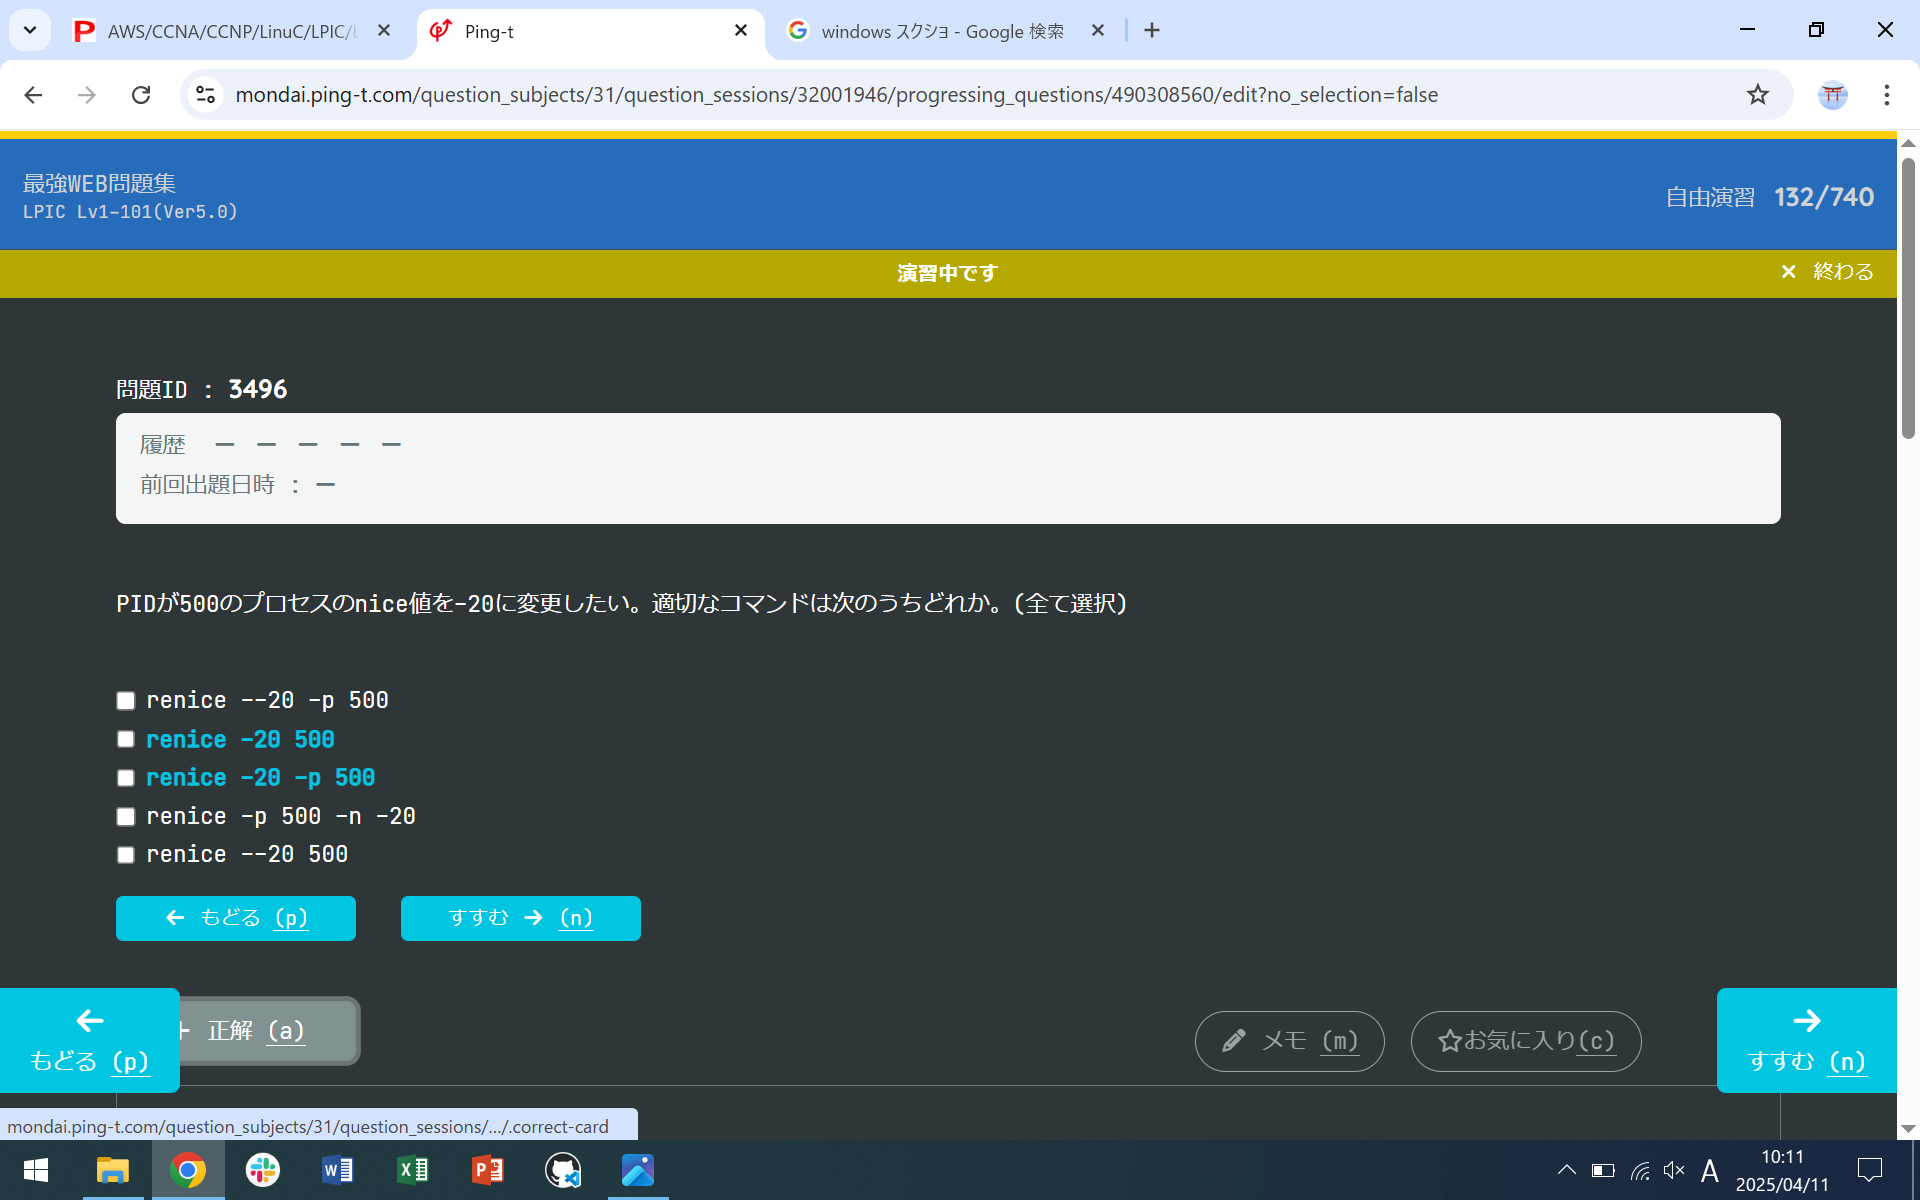 AWS/CCNA/CCNP/LinuC/LPIC/
Ping-t
windows スクショ - Google 検索
mondai.ping-t.com/question_subjects/31/question_sessions/32001946/progressing_questions/490308560/edit?no_selection=false
最強WEB問題集
LPIC Lv1-101(Ver5.0)
自由演習 132/740
演習中です
× 終わる
問題ID : 3496
履歴 ー ー ー ー ー
前回出題日時 : ー
PIDが500のプロセスのnice値を-20に変更したい。適切なコマンドは次のうちどれか。(全て選択)
renice --20 -p 500
renice -20 500
renice -20 -p 500
renice -p 500 -n -20
renice --20 500
← もどる (p)
すすむ → (n)
正解 (a)
メモ (m)
☆お気に入り(c)
← もどる (p)
→ すすむ (n)
mondai.ping-t.com/question_subjects/31/question_sessions/.../.correct-card
A
10:11
2025/04/11